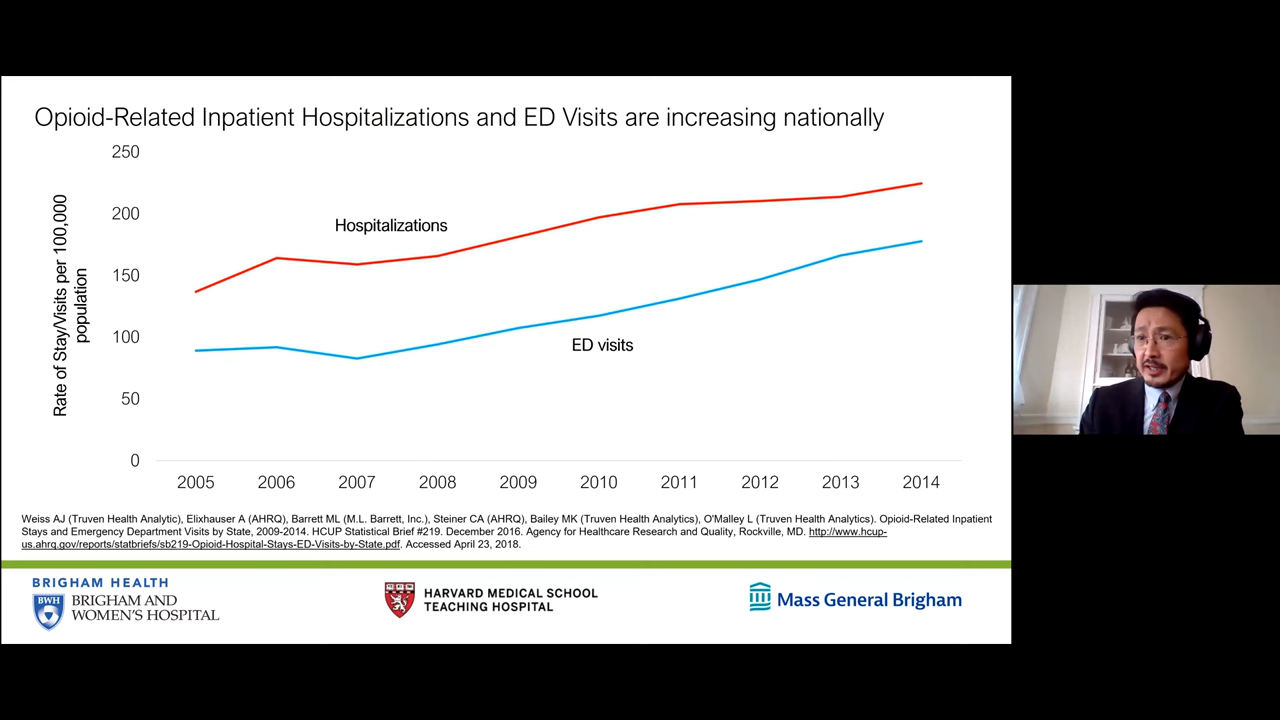 Opioid-Related Inpatient Hospitalizations and ED Visits are increasing nationally
250
200
150
100
50
0
Rate of Stay/Visits per 100,000
population
Hospitalizations
ED visits
2005 2006 2007 2008 2009 2010 2011 2012 2013 2014
Weiss AJ (Truven Health Analytic), Elixhauser A (AHRQ), Barrett ML (M.L. Barrett, Inc.), Steiner CA (AHRQ), Bailey MK (Truven Health Analytics), O'Malley L (Truven Health Analytics). Opioid-Related Inpatient
Stays and Emergency Department Visits by State, 2009-2014. HCUP Statistical Brief #219. December 2016. Agency for Healthcare Research and Quality, Rockville, MD. http://www.hcup-
us.ahrq.gov/reports/statbriefs/sb219-Opioid-Hospital-Stays-ED-Visits-by-State.pdf. Accessed April 23, 2018.
BRIGHAM HEALTH
BWH
BRIGHAM AND
WOMEN'S HOSPITAL
HARVARD MEDICAL SCHOOL
TEACHING HOSPITAL
Mass General Brigham